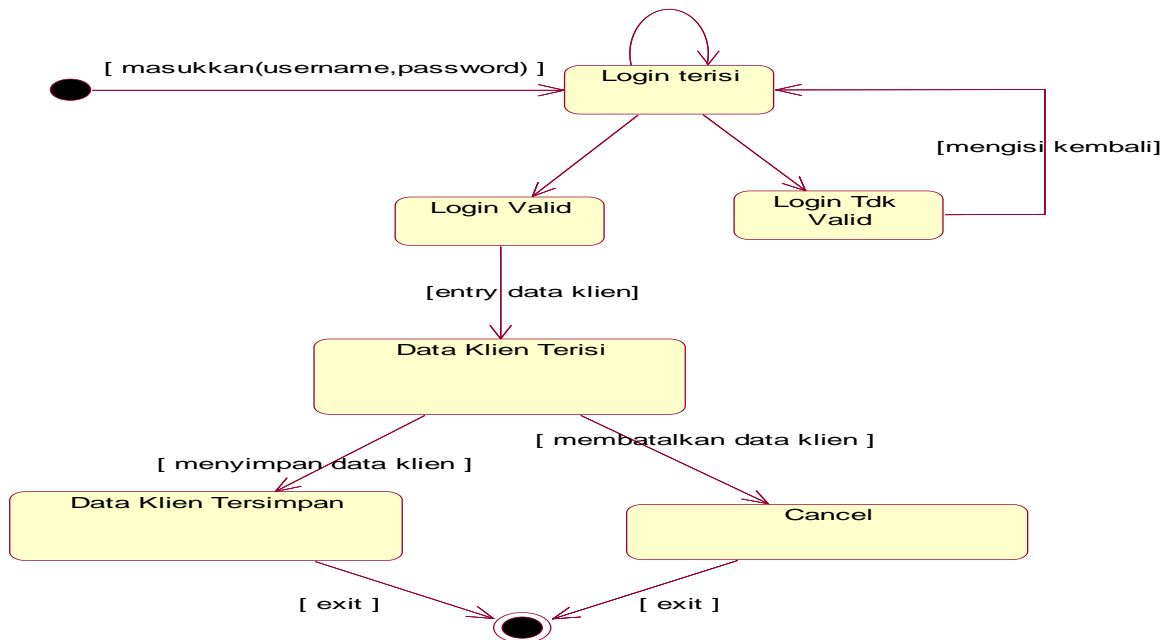 [ masukkan(username,password) ]
Login terisi
[mengisi kembali]
Login Valid
Login Tdk
Valid
[entry data klien]
Data Klien Terisi
[ membatalkan data klien ]
[ menyimpan data klien ]
Data Klien Tersimpan
Cancel
[ exit ]
[ exit ]